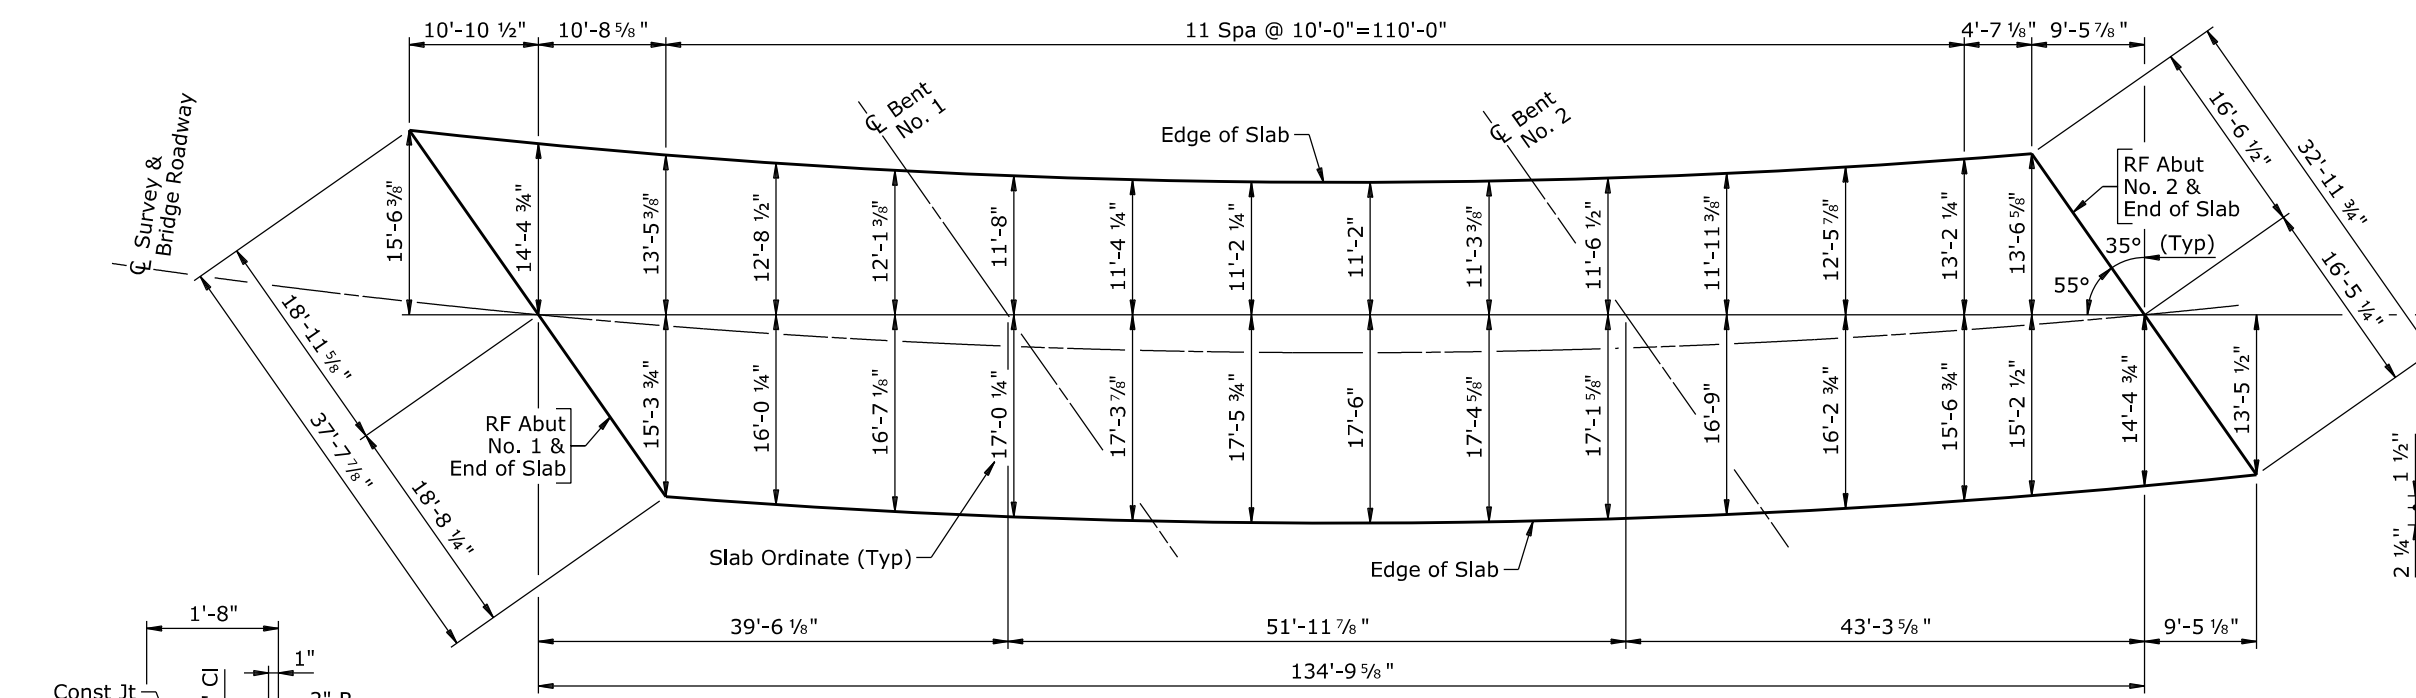 10'-10 ½"
10'-8 ⅝"
11 Spa @ 10'-0"=110'-0"
4'-7 ⅛"
9'-5 ⅞"
℄ Survey &
Bridge Roadway
℄ Bent
No. 1
℄ Bent
No. 2
Edge of Slab
RF Abut
No. 2 &
End of Slab
16'-6 ½"
32'-11 ¾"
16'-5 ¼"
35° (Typ)
55°
15'-6 ⅜"
14'-4 ¾"
13'-5 ⅜"
12'-8 ½"
12'-1 ⅜"
11'-8"
11'-4 ¼"
11'-2 ¼"
11'-2"
11'-3 ⅜"
11'-6 ½"
11'-11 ⅜"
12'-5 ⅞"
13'-2 ¼"
13'-6 ⅝"
15'-3 ¾"
16'-0 ¼"
16'-7 ⅛"
17'-0 ¼"
17'-3 ⅞"
17'-5 ¾"
17'-6"
17'-4 ⅝"
17'-1 ⅝"
16'-9"
16'-2 ¾"
15'-6 ¾"
15'-2 ½"
14'-4 ¾"
13'-5 ½"
18'-11 ⅝"
37'-7 ⅞"
18'-8 ¼"
RF Abut
No. 1 &
End of Slab
Slab Ordinate (Typ)
Edge of Slab
1 ½"
2 ¼"
39'-6 ⅛"
51'-11 ⅞"
43'-3 ⅝"
9'-5 ⅛"
134'-9 ⅝"
1'-8"
1"
Cl
Const Jt